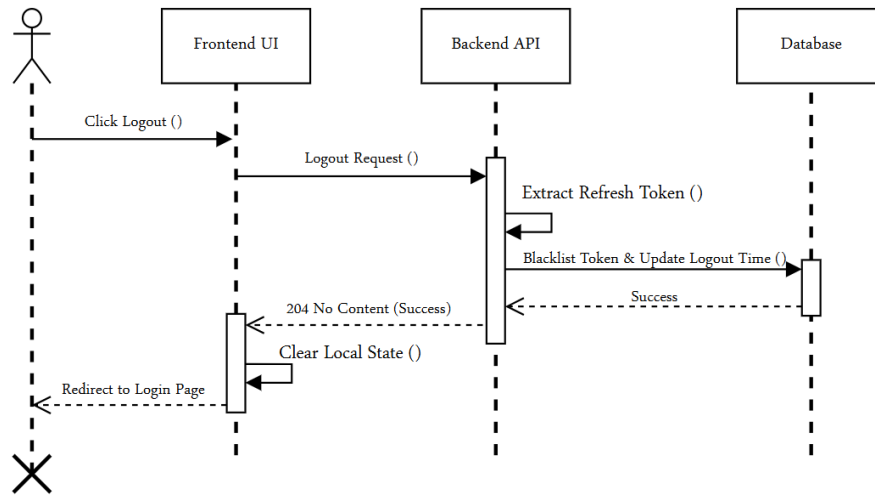 Frontend UI
Backend API
Database
Click Logout ()
Logout Request ()
Extract Refresh Token ()
Blacklist Token & Update Logout Time ()
Success
204 No Content (Success)
Clear Local State ()
Redirect to Login Page